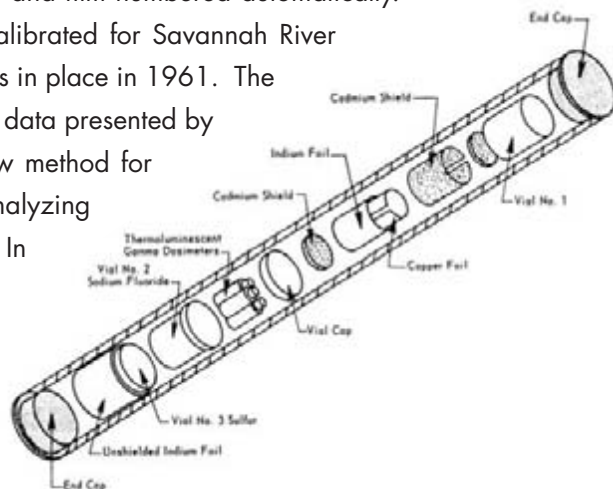 and film numbered automatically.
alibrated for Savannah River
s in place in 1961. The
data presented by
w method for
nalyzing
In
End Cap
Cadmium Shield
Indium Foil
Vial No. 1
Cadmium Shield
Copper Foil
Thermoluminescent
Gamma Dosimeters
Vial No. 2
Sodium Fluoride
Vial Cap
Vial No. 3 Sulfur
Unshielded Indium Foil
End Cap